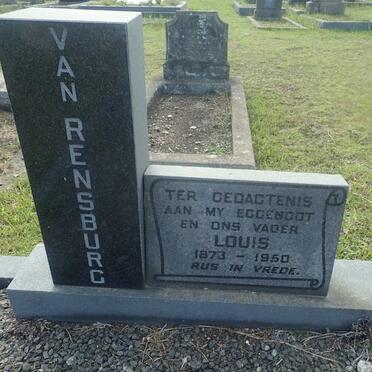 VAN RENSBURG
TER GEDAGTENIS
AAN MY EGGENOOT
EN ONS VADER
LOUIS
1873 - 1950
RUS IN VREDE.